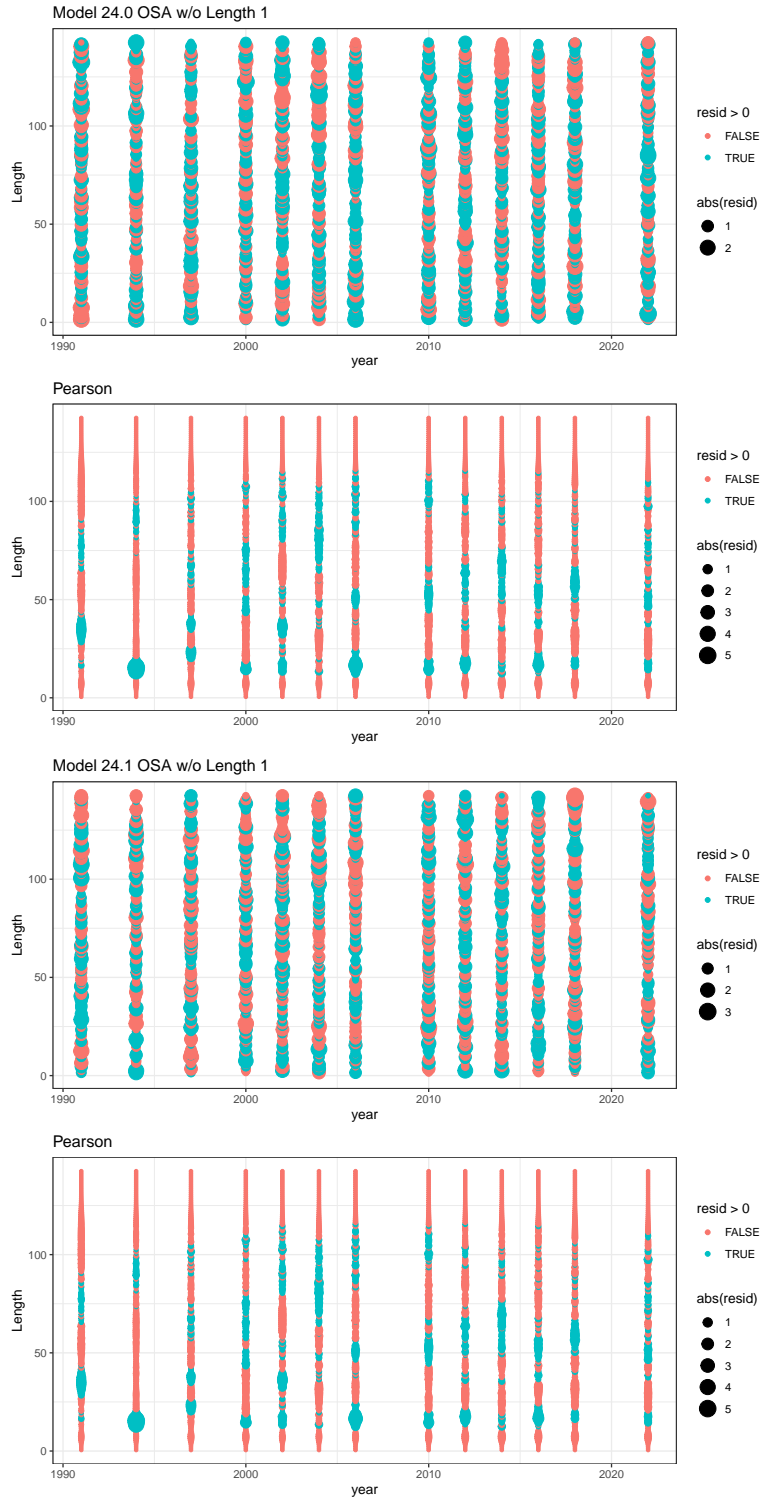 Model 24.0 OSA w/o Length 1
100
50
0
Length
1990
2000
2010
2020
year
resid > 0
FALSE
TRUE
abs(resid)
1
2
Pearson
100
50
0
Length
1990
2000
2010
2020
year
resid > 0
FALSE
TRUE
abs(resid)
1
2
3
4
5
Model 24.1 OSA w/o Length 1
100
50
0
Length
1990
2000
2010
2020
year
resid > 0
FALSE
TRUE
abs(resid)
1
2
3
Pearson
100
50
0
Length
1990
2000
2010
2020
year
resid > 0
FALSE
TRUE
abs(resid)
1
2
3
4
5